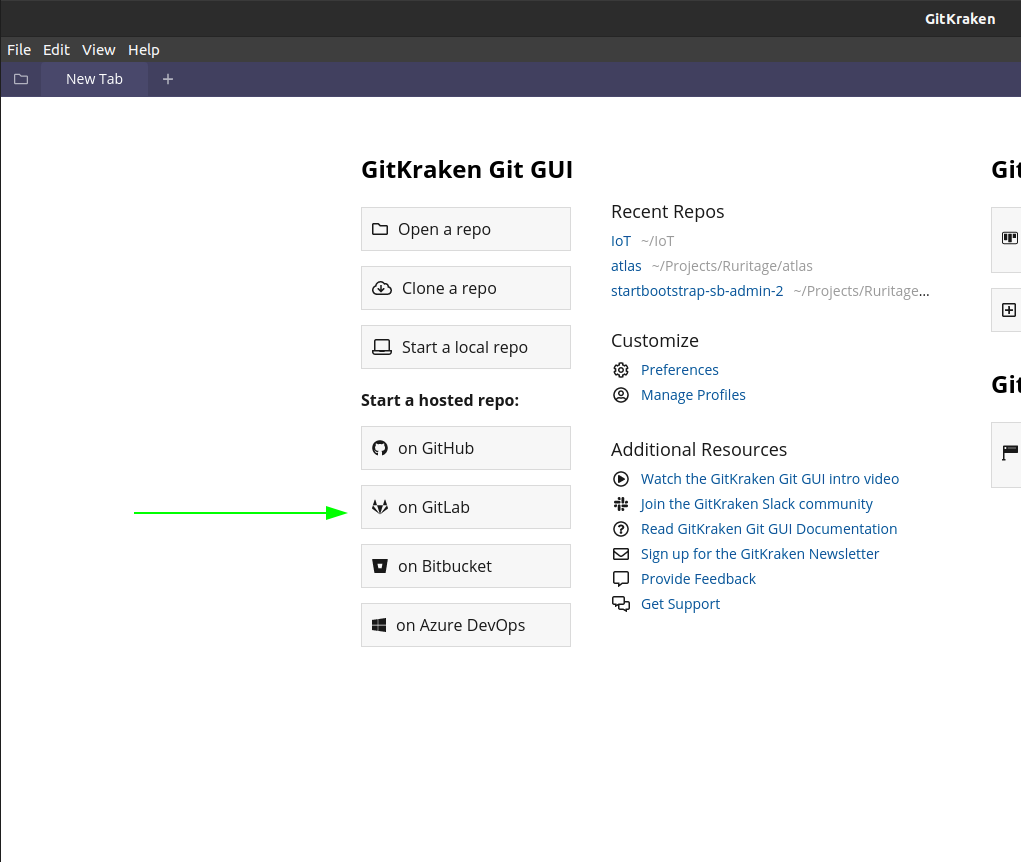 GitKraken
File Edit View Help
New Tab
GitKraken Git GUI
Open a repo
Clone a repo
Start a local repo
Start a hosted repo:
on GitHub
on GitLab
on Bitbucket
on Azure DevOps
Recent Repos
IoT ~/IoT
atlas ~/Projects/Ruritage/atlas
startbootstrap-sb-admin-2 ~/Projects/Ruritage...
Customize
Preferences
Manage Profiles
Additional Resources
Watch the GitKraken Git GUI intro video
Join the GitKraken Slack community
Read GitKraken Git GUI Documentation
Sign up for the GitKraken Newsletter
Provide Feedback
Get Support